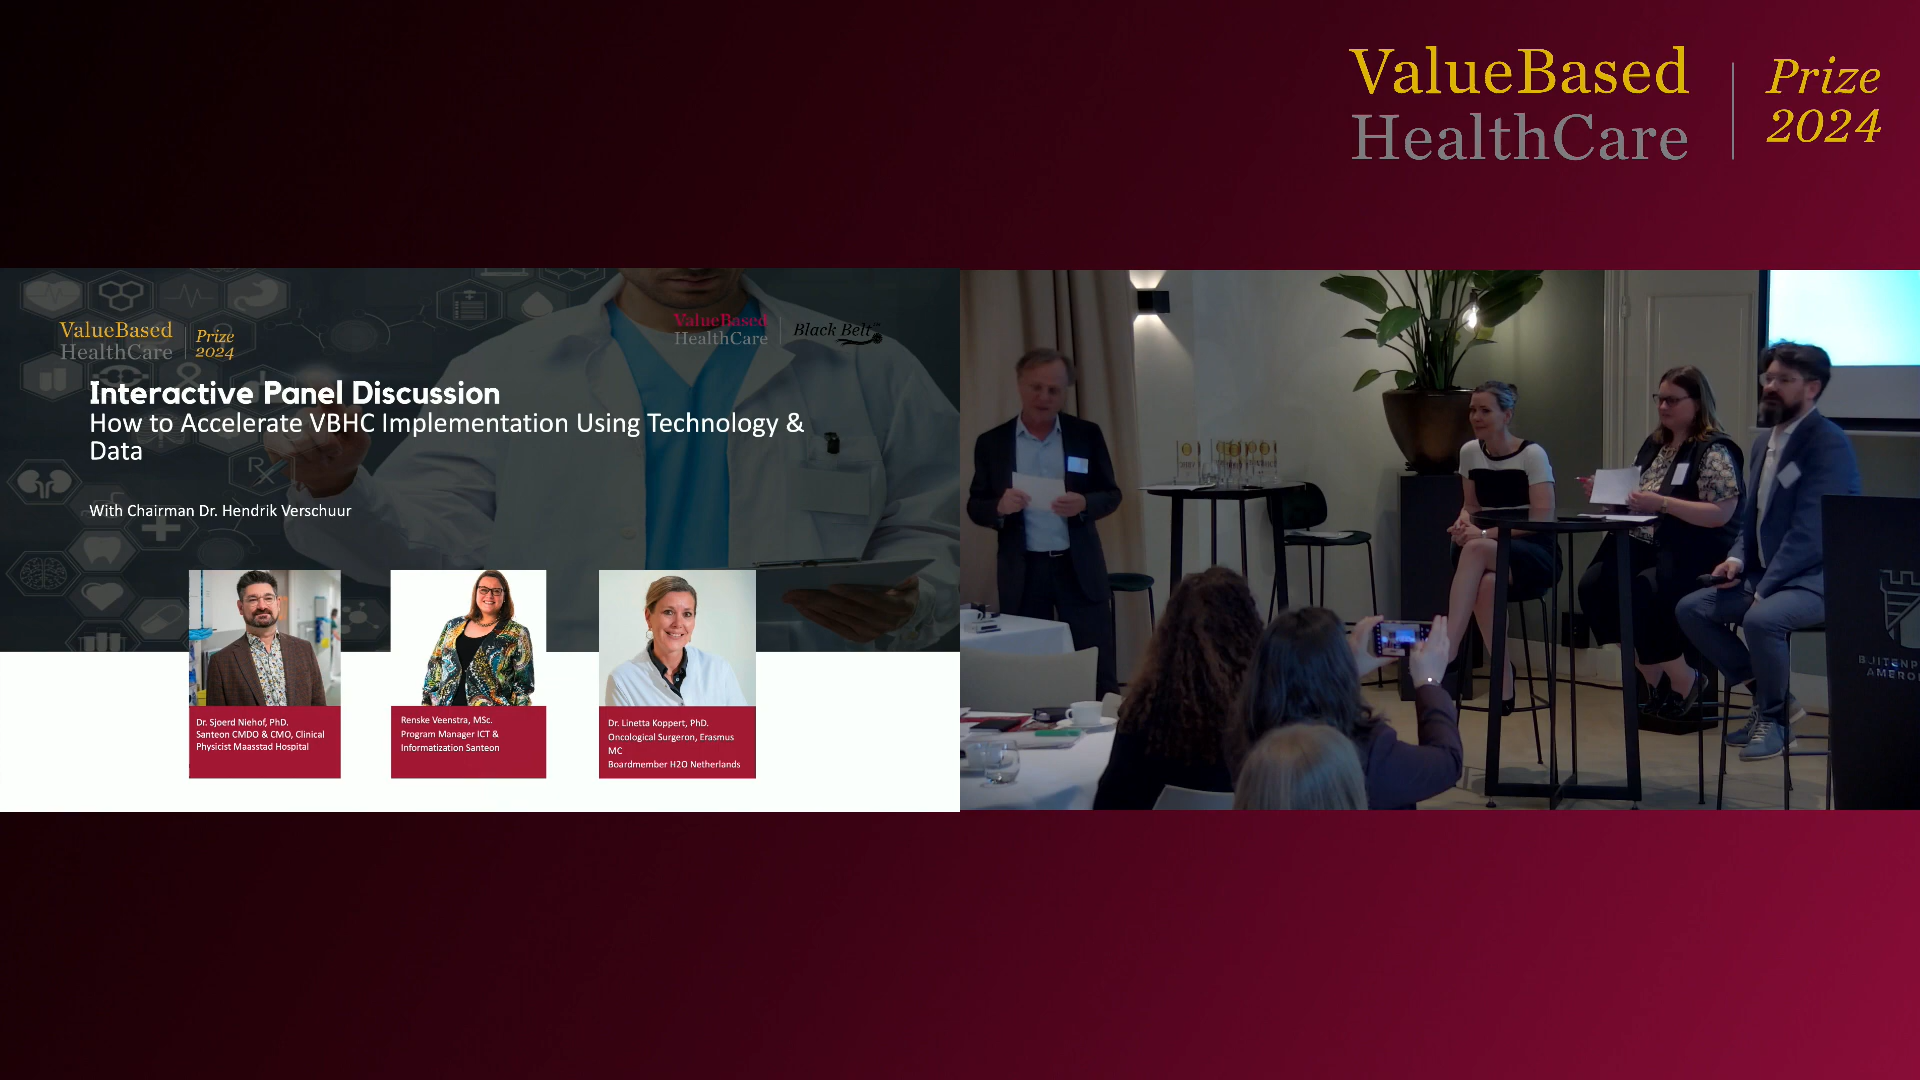 ValueBased
HealthCare
Prize
2024
ValueBased
HealthCare
Prize
2024
ValueBased
HealthCare
Black Belt
Interactive Panel Discussion
How to Accelerate VBHC Implementation Using Technology &
Data
With Chairman Dr. Hendrik Verschuur
Dr. Sjoerd Niehof, PhD.
Santeon CMDO & CMO, Clinical
Physicist Maasstad Hospital
Renske Veenstra, MSc.
Program Manager ICT &
Informatization Santeon
Dr. Linetta Koppert, PhD.
Oncological Surgeron, Erasmus
MC
Boardmember H2O Netherlands